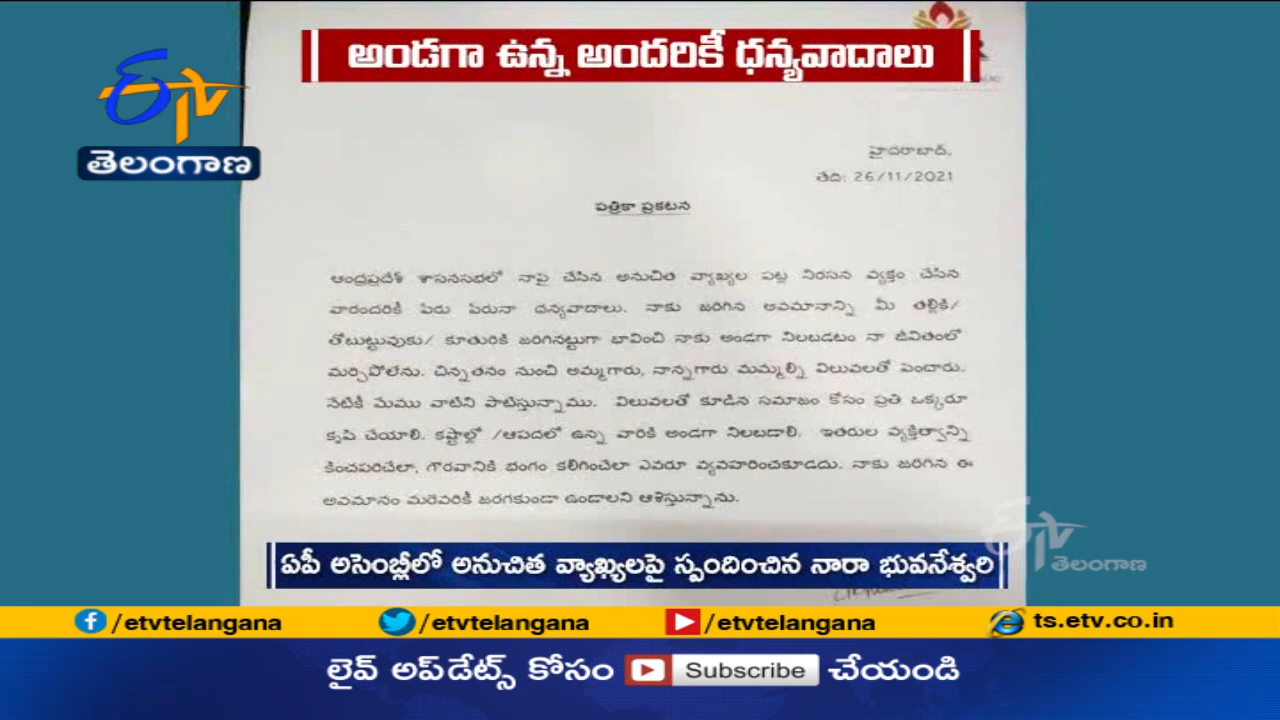 అండగా ఉన్న అందరికీ ధన్యవాదాలు
ETV
తెలంగాణ
హైదరాబాద్,
తేది: 26/11/2021
పత్రికా ప్రకటన
ఆంధ్రప్రదేశ్ శాసనసభలో నాపై చేసిన అనుచిత వ్యాఖ్యల పట్ల నిరసన వ్యక్తం చేసిన
వారందరికీ పేరు పేరునా ధన్యవాదాలు. నాకు జరిగిన అవమానాన్ని మీ తల్లికి/
తోబుట్టువుకు/ కూతురికి జరిగినట్టుగా భావించి నాకు అండగా నిలబడటం నా జీవితంలో
మర్చిపోలేను. చిన్నతనం నుంచి అమ్మగారు, నాన్నగారు మమ్మల్ని విలువలతో పెంచారు.
నేటికీ మేము వాటిని పాటిస్తున్నాము. విలువలతో కూడిన సమాజం కోసం ప్రతి ఒక్కరూ
కృషి చేయాలి. కష్టాల్లో /ఆపదలో ఉన్న వారికి అండగా నిలబడాలి. ఇతరుల వ్యక్తిత్వాన్ని
కించపరిచేలా, గౌరవానికి భంగం కలిగించేలా ఎవరూ వ్యవహరించకూడదు. నాకు జరిగిన ఈ
అవమానం మరెవరికీ జరగకుండా ఉండాలని ఆశిస్తున్నాను.
తెలంగాణ
ఏపీ అసెంబ్లీలో అనుచిత వ్యాఖ్యలపై స్పందించిన నారా భువనేశ్వరి
/etvtelangana /etvtelangana /etvtelangana ts.etv.co.in
లైవ్ అప్‌డేట్స్ కోసం Subscribe చేయండి